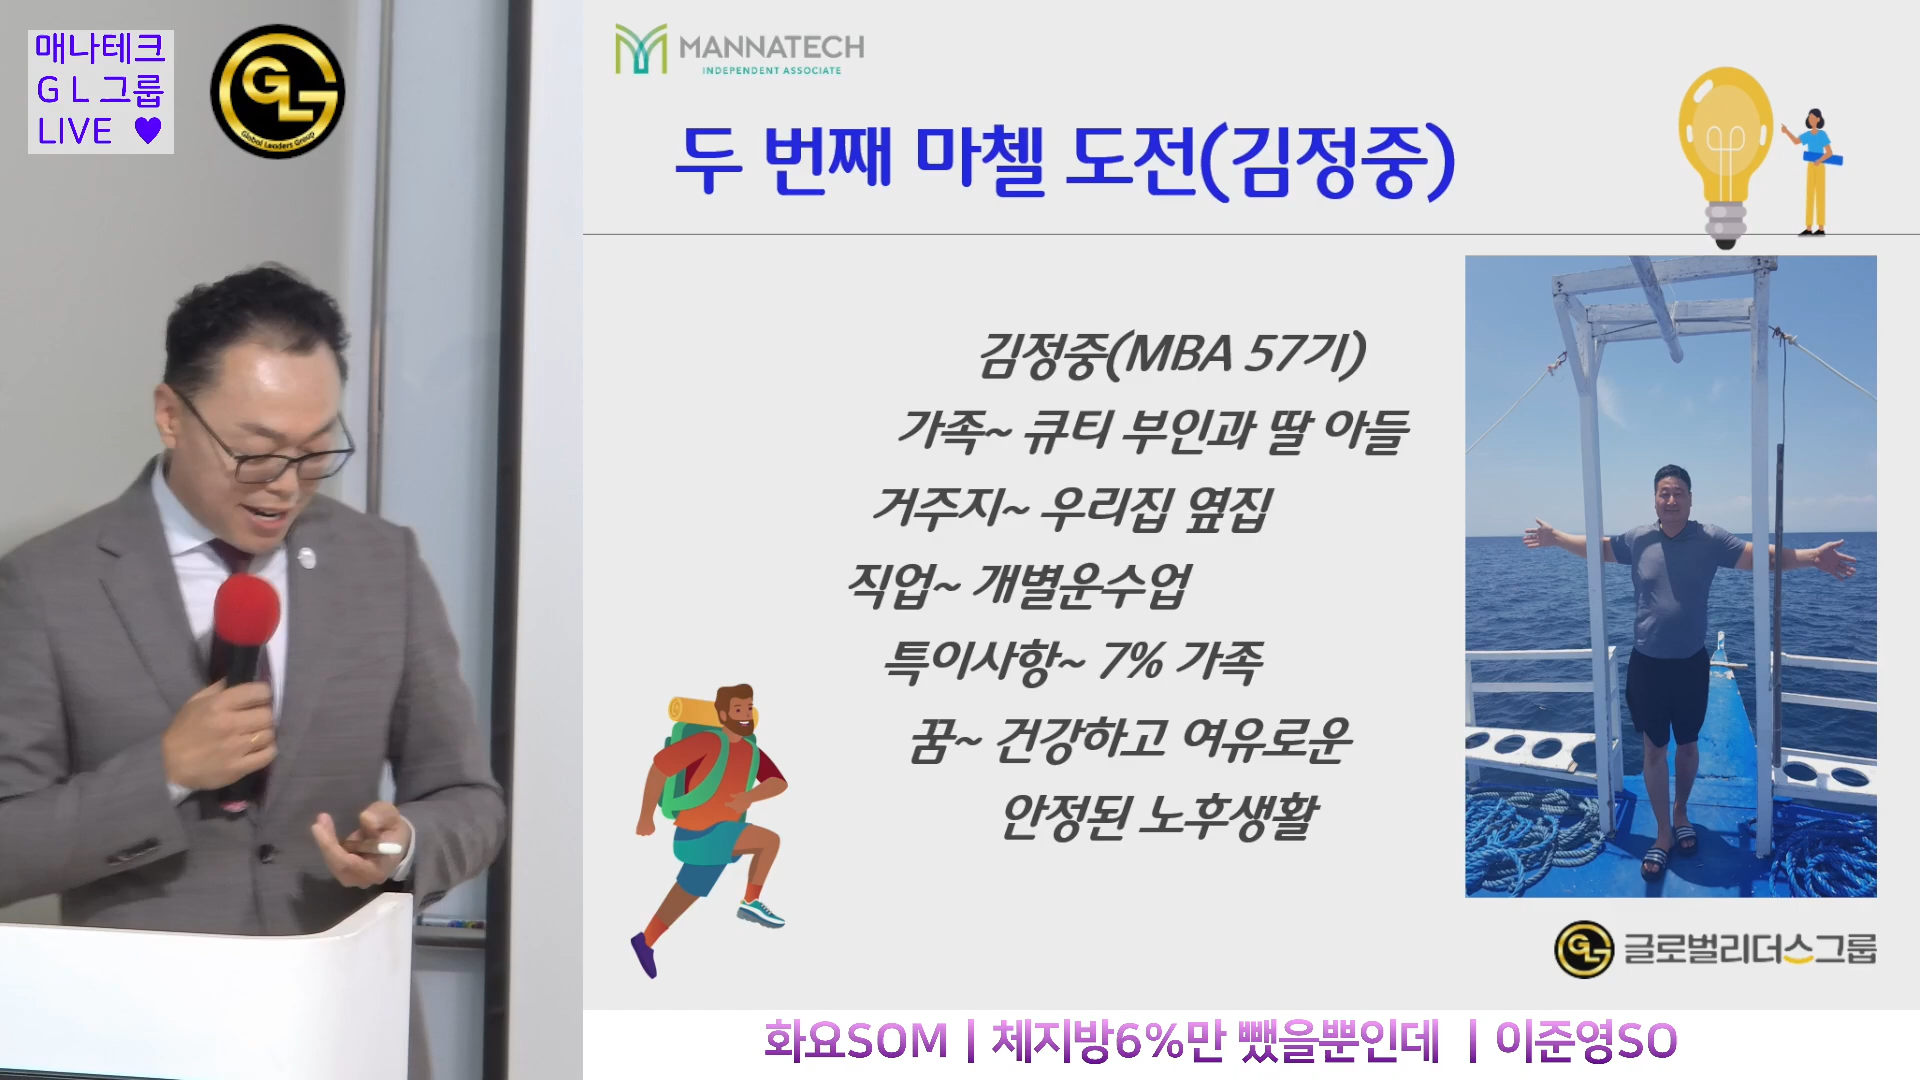 매나테크
G L 그룹
LIVE ♥
GLG
Global Leaders Group
MANNATECH
INDEPENDENT ASSOCIATE
두 번째 마첼 도전(김정중)
김정중(MBA 57기)
가족~ 큐티 부인과 딸 아들
거주지~ 우리집 옆집
직업~ 개별운수업
특이사항~ 7% 가족
꿈~ 건강하고 여유로운
안정된 노후생활
GLG 글로벌리더스그룹
화요SOM | 체지방6%만 뺐을뿐인데 | 이준영SO